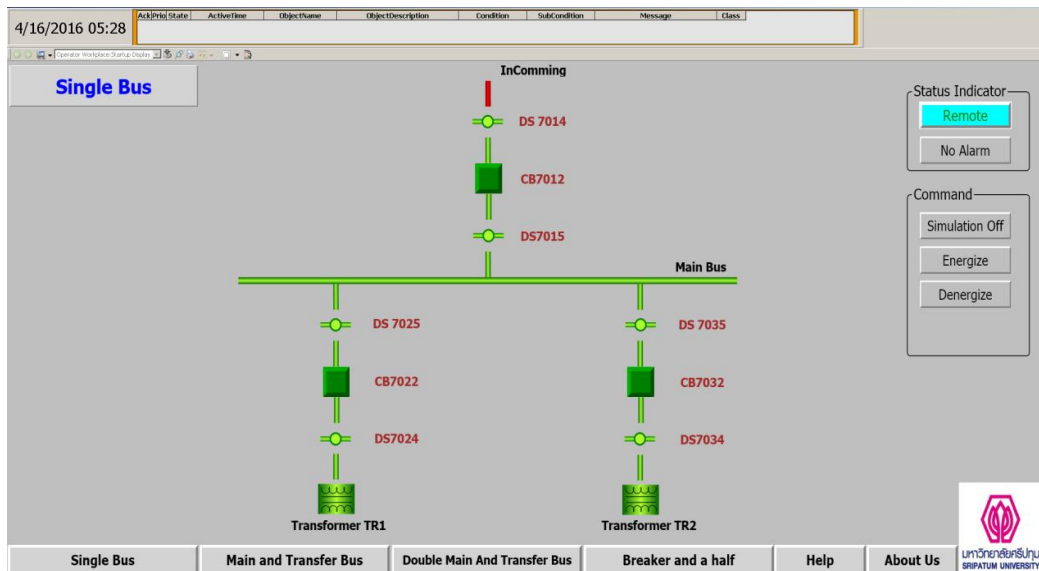 4/16/2016 05:28
Ack Prio State ActiveTime ObjectName ObjectDescription Condition SubCondition Message Class
Operator Workplace:Startup Display
Single Bus
InComming
DS 7014
CB7012
DS7015
Main Bus
DS 7025
DS 7035
CB7022
CB7032
DS7024
DS7034
Transformer TR1
Transformer TR2
Status Indicator
Remote
No Alarm
Command
Simulation Off
Energize
Denergize
Single Bus
Main and Transfer Bus
Double Main And Transfer Bus
Breaker and a half
Help
About Us
มหาวิทยาลัยศรีปทุม
SRIPATUM UNIVERSITY